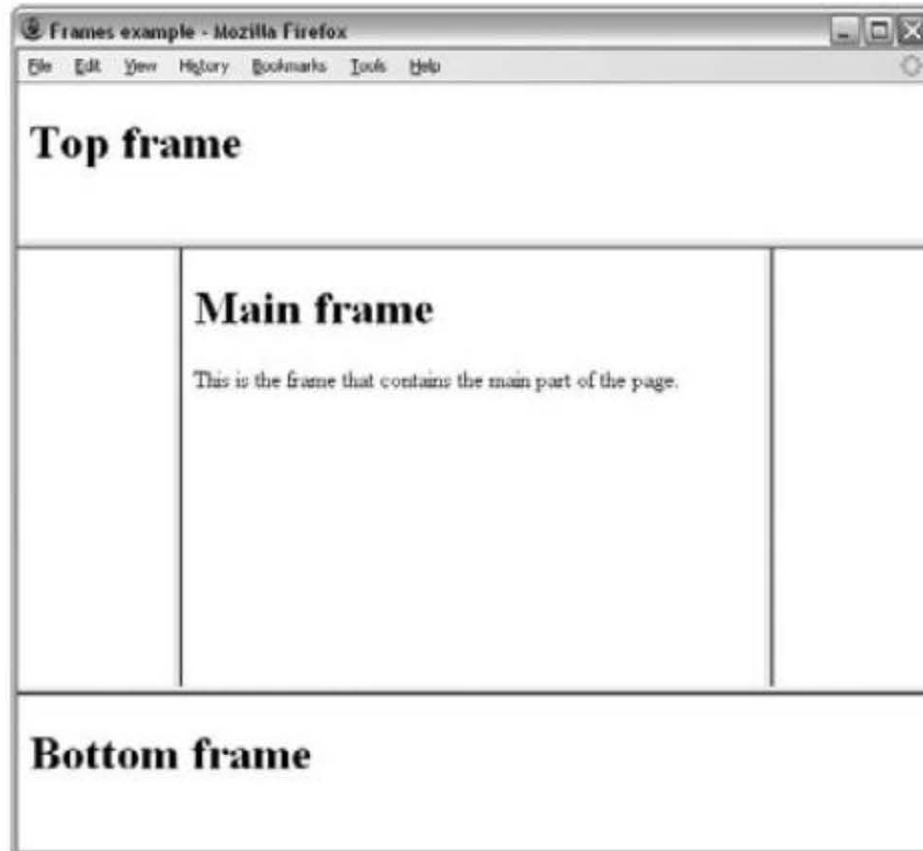 Frames example - Mozilla Firefox
File Edit View History Bookmarks Tools Help
Top frame
Main frame
This is the frame that contains the main part of the page.
Bottom frame